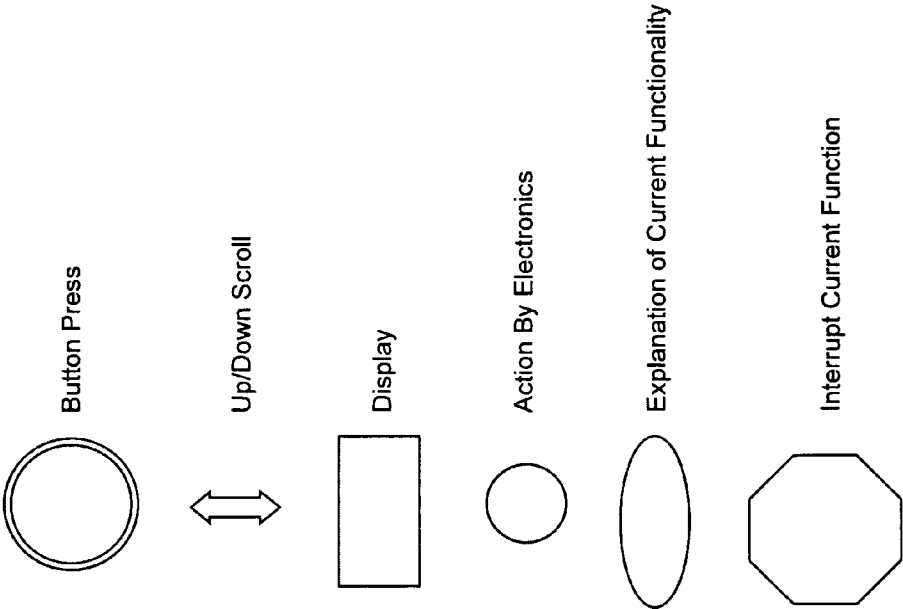 Button Press
Up/Down Scroll
Display
Action By Electronics
Explanation of Current Functionality
Interrupt Current Function